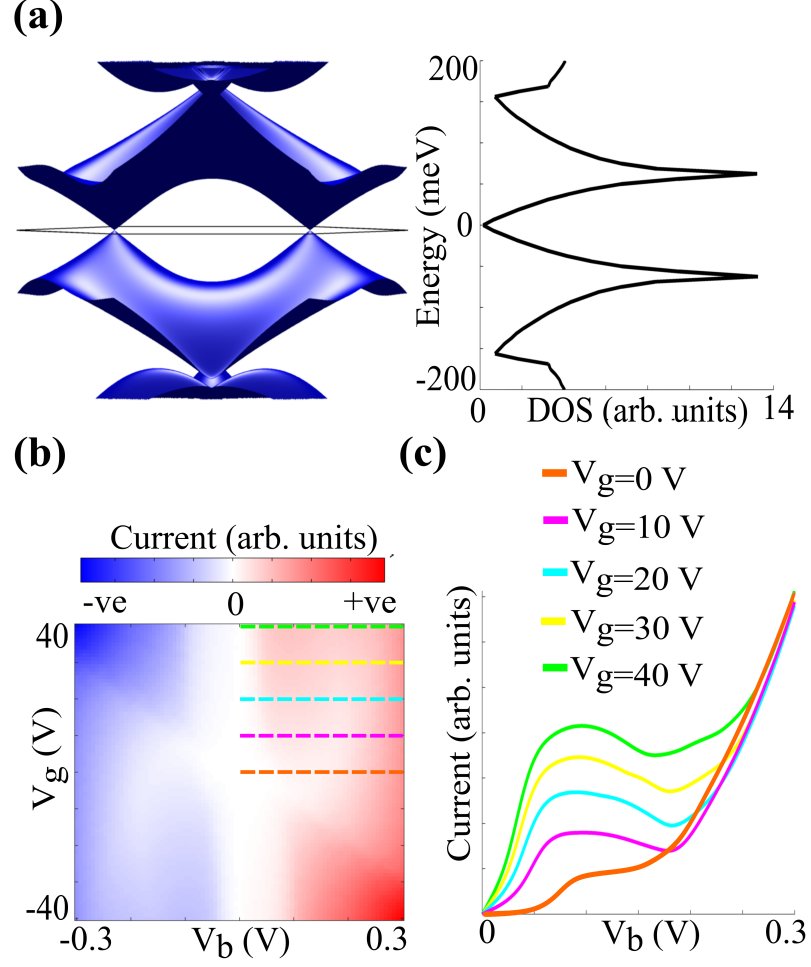 (a)
200
0
-200
Energy (meV)
0
DOS (arb. units)
14
(b)
Current (arb. units)
-ve
0
+ve
40
-40
Vg (V)
-0.3
Vb (V)
0.3
(c)
Vg=0 V
Vg=10 V
Vg=20 V
Vg=30 V
Vg=40 V
Current (arb. units)
0
Vb (V)
0.3